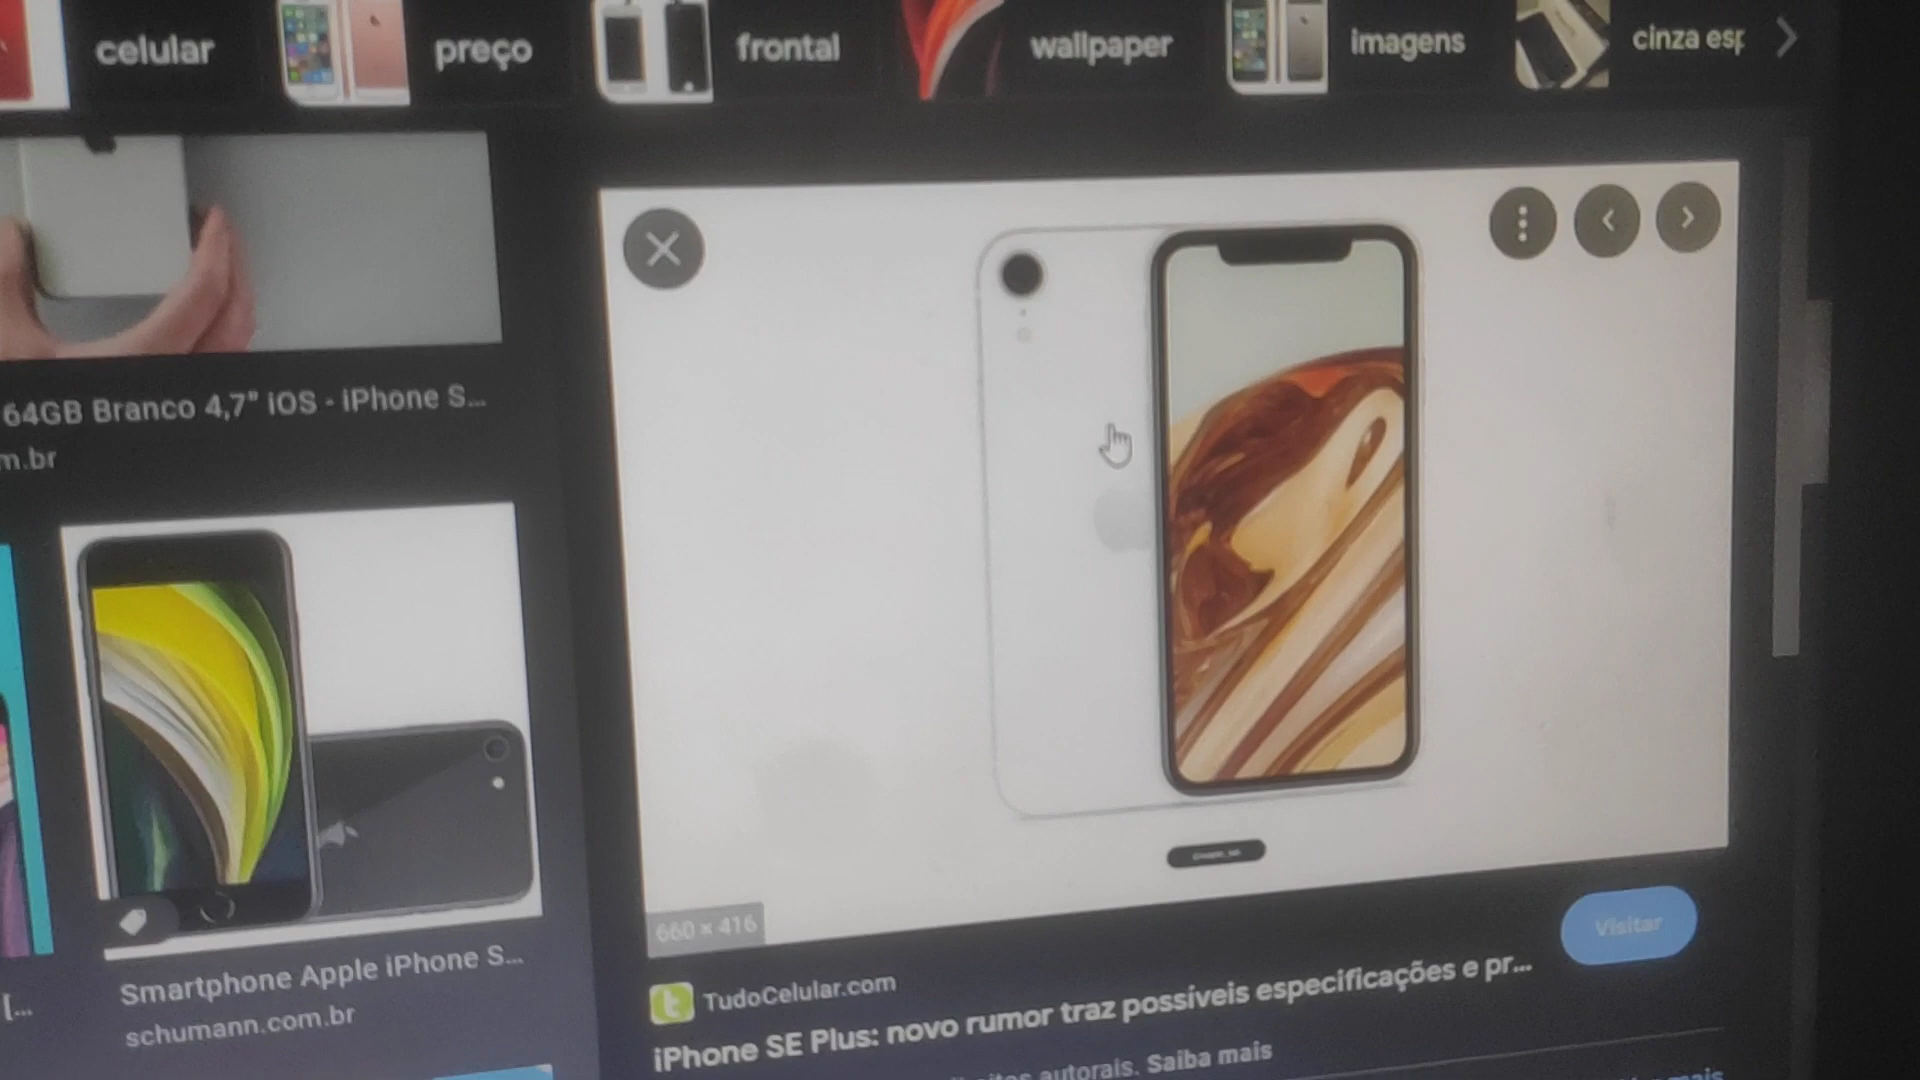 celular
preço
frontal
wallpaper
imagens
cinza esp
64GB Branco 4,7" iOS - iPhone S...
m.br
Smartphone Apple iPhone S...
schumann.com.br
[...
660 × 416
Visitar
TudoCelular.com
iPhone SE Plus: novo rumor traz possíveis especificações e pr...
autorais. Saiba mais
mais